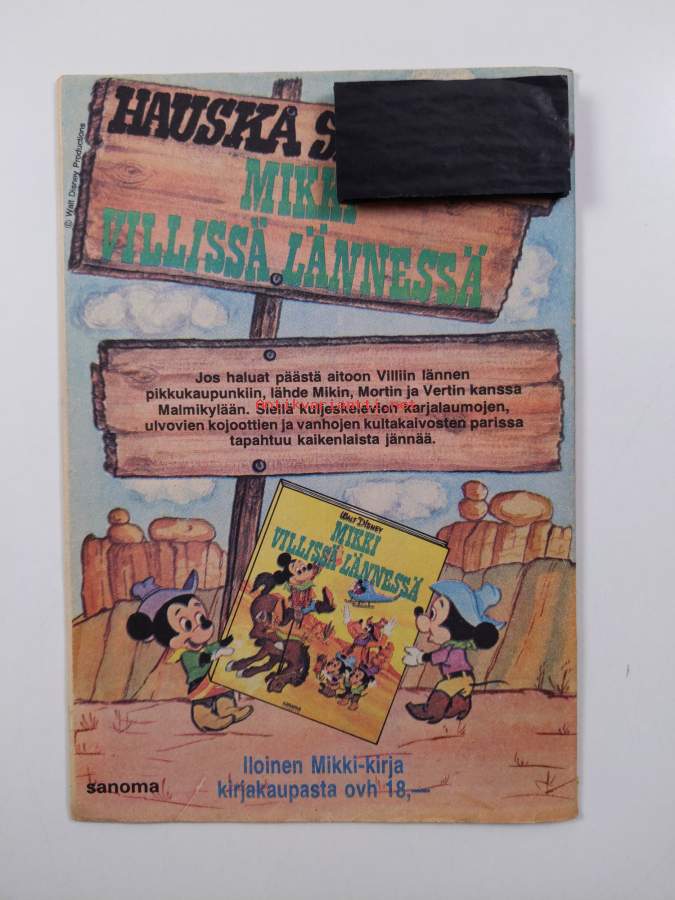 © Walt Disney Productions
HAUSKA
MIKKI
VILLISSÄ LÄNNESSÄ
Jos haluat päästä aitoon Villiin lännen
pikkukaupunkiin, lähde Mikin, Mortin ja Vertin kanssa
Malmikylään. Siellä kuljeskelevien karjalaumojen,
ulvovien kojoottien ja vanhojen kultakaivosten parissa
tapahtuu kaikenlaista jännää.
WALT DISNEY
MIKKI
VILLISSÄ LÄNNESSÄ
sanoma
Iloinen Mikki-kirja
kirjakaupasta ovh 18,—
sanoma